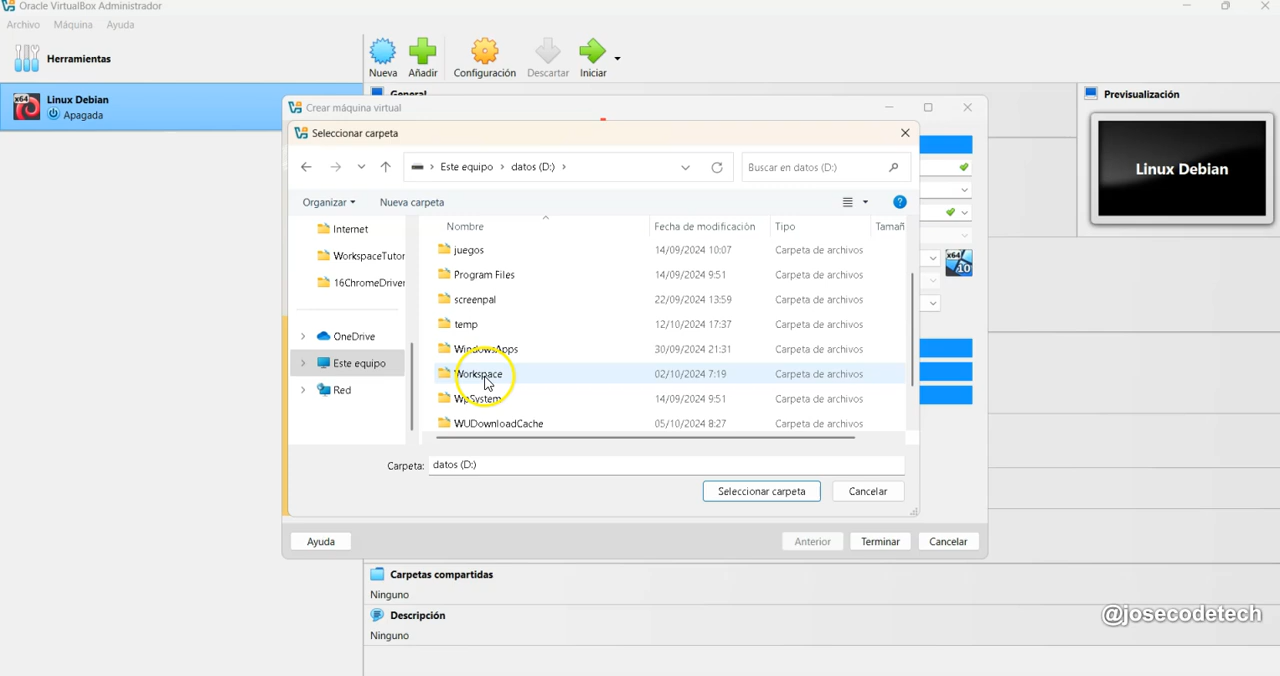 Oracle VirtualBox Administrador
Archivo Máquina Ayuda
Herramientas
Nueva Añadir Configuración Descartar Iniciar
Linux Debian
Apagada
General
Previsualización
Linux Debian
Crear máquina virtual
Seleccionar carpeta
Este equipo > datos (D:) >
Buscar en datos (D:)
Organizar Nueva carpeta
Internet
WorkspaceTutor
16ChromeDriver
OneDrive
Este equipo
Red
Nombre Fecha de modificación Tipo Tamañ
juegos 14/09/2024 10:07 Carpeta de archivos
Program Files 14/09/2024 9:51 Carpeta de archivos
screenpal 22/09/2024 13:59 Carpeta de archivos
temp 12/10/2024 17:37 Carpeta de archivos
WindowsApps 30/09/2024 21:31 Carpeta de archivos
Workspace 02/10/2024 7:19 Carpeta de archivos
WpSystem 14/09/2024 9:51 Carpeta de archivos
WUDownloadCache 05/10/2024 8:27 Carpeta de archivos
Carpeta: datos (D:)
Seleccionar carpeta Cancelar
Ayuda Anterior Terminar Cancelar
Carpetas compartidas
Ninguno
Descripción
Ninguno
@josecodetech
x64
x64
10